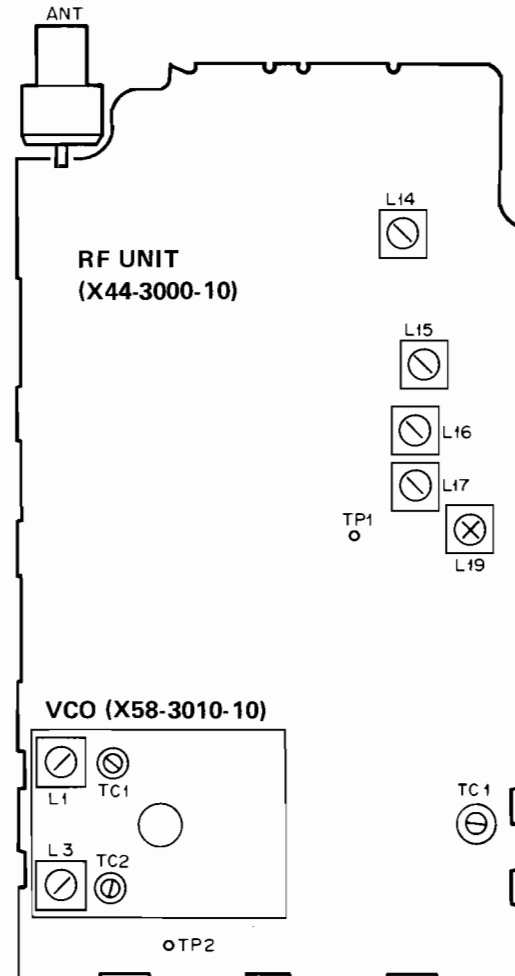 ANT
L14
RF UNIT
(X44-3000-10)
L15
L16
L17
TP1
L19
VCO (X58-3010-10)
L1
TC1
TC1
L3
TC2
TP2